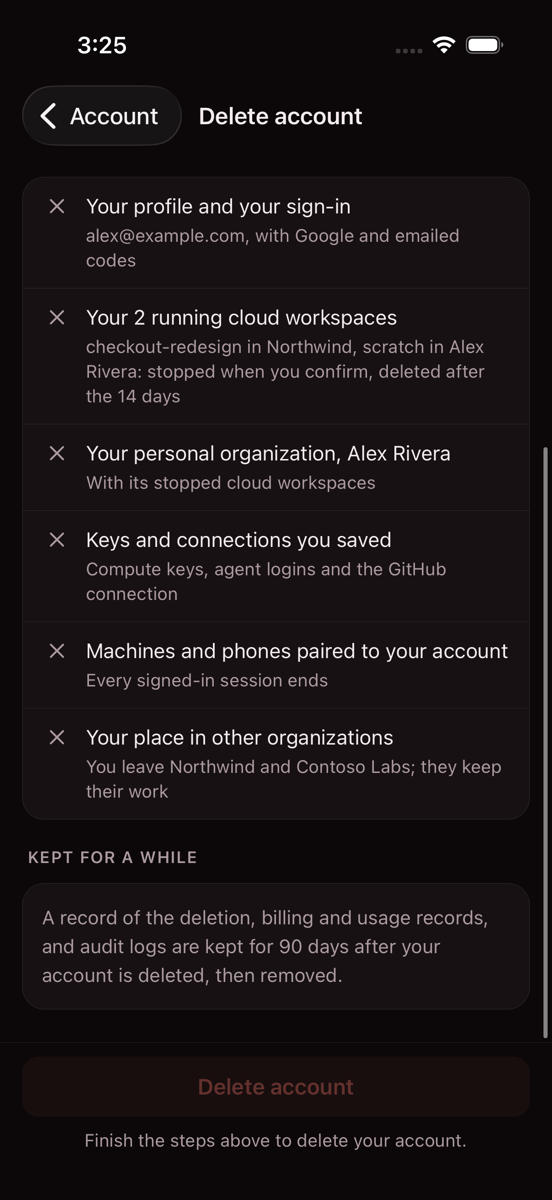 3:25
Account
Delete account
Your profile and your sign-in
alex@example.com, with Google and emailed
codes
Your 2 running cloud workspaces
checkout-redesign in Northwind, scratch in Alex
Rivera: stopped when you confirm, deleted after
the 14 days
Your personal organization, Alex Rivera
With its stopped cloud workspaces
Keys and connections you saved
Compute keys, agent logins and the GitHub
connection
Machines and phones paired to your account
Every signed-in session ends
Your place in other organizations
You leave Northwind and Contoso Labs; they keep
their work
KEPT FOR A WHILE
A record of the deletion, billing and usage records,
and audit logs are kept for 90 days after your
account is deleted, then removed.
Delete account
Finish the steps above to delete your account.